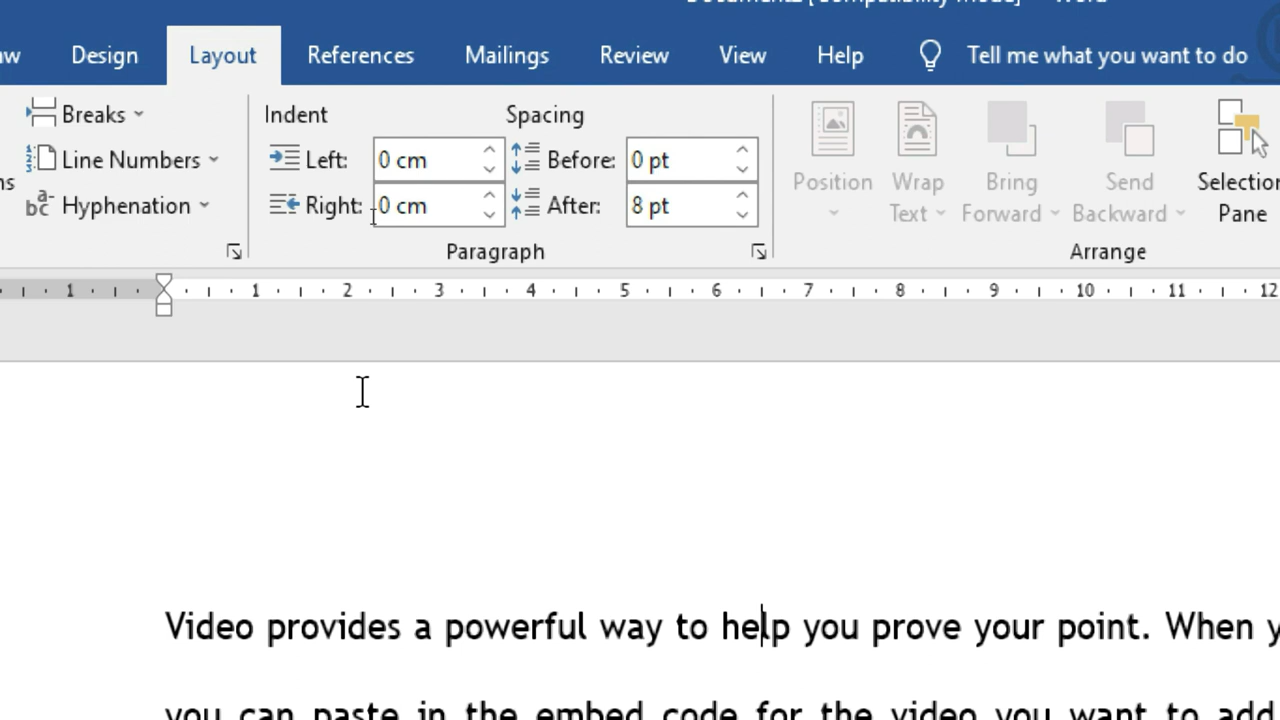 Design Layout References Mailings Review View Help Tell me what you want to do
Breaks Indent Spacing
Line Numbers Left: 0 cm Before: 0 pt Position Wrap Text Bring Forward Send Backward Selection Pane
Hyphenation Right: 0 cm After: 8 pt
Paragraph Arrange
1 1 2 3 4 5 6 7 8 9 10 11 12
Video provides a powerful way to help you prove your point. When y
you can paste in the embed code for the video you want to add